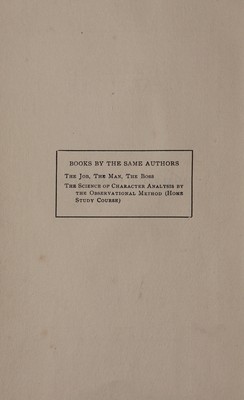 BOOKS BY THE SAME AUTHORS
The Job, The Man, The Boss
The Science of Character Analysis by
the Observational Method (Home
Study Course)